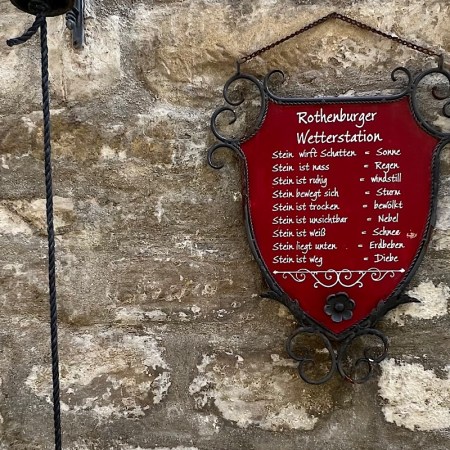 Rothenburger
Wetterstation
Stein wirft Schatten = Sonne
Stein ist nass = Regen
Stein ist ruhig = windstill
Stein bewegt sich = Sturm
Stein ist trocken = bewölkt
Stein ist unsichtbar = Nebel
Stein ist weiß = Schnee
Stein liegt unten = Erdbeben
Stein ist weg = Diebe